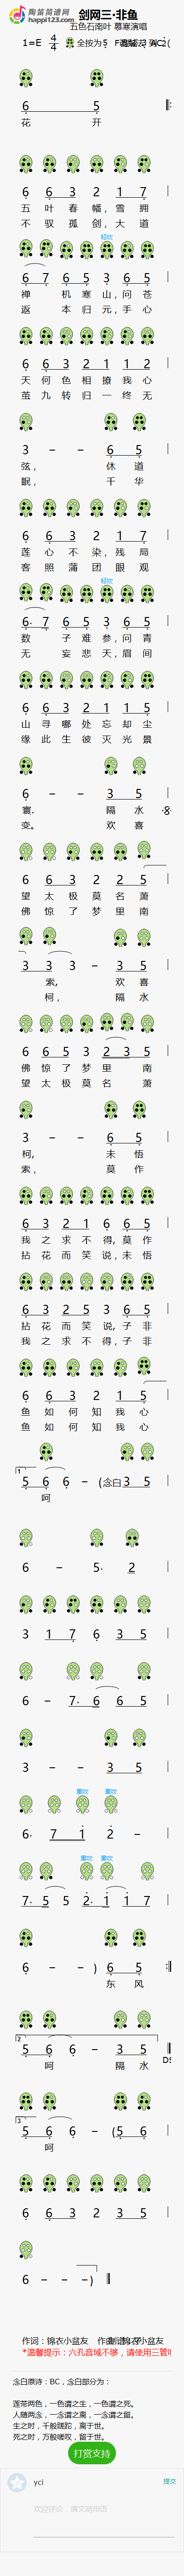 陶笛简谱网
happi123.com
剑网三·非鱼
五色石南叶 慕寒演唱
1=E 4/4 全按为5
6 5
花 开
6 6 3 2 1 7
五 叶 春 幡, 雪 拥
不 驭 孤 剑, 大 道
轻吹
6 7 6 5 3 6 5
禅 机 寒 山, 问 苍
返 本 归 元, 手 心
6 6 3 2 1 1 2
天 何 色 相 撩 我 心
茧 九 转 归 一 终 无
3 - - 6 5
弦, 休 道
眠, 千 华
6 6 3 2 1 7
莲 心 不 染, 残 局
客 照 蒲 团 眼 观
轻吹
6· 7 6 5 3 6 5
数 子 难 参, 问 青
无 妄 悲 天, 眉 间
6 6 3 2 1 1 5
山 寻 哪 处 忘 却 尘
缘 此 生 彼 灭 光 景
6 - - 3 5
寰. 隔 水
变。 欢 喜
6 6 3 2 2 5
望 太 极 莫 名 萧
佛 惊 了 梦 里 南
3 3 3 - 3 5
索, 欢 喜
柯, 隔 水
6 6 5 3 2 3 5
佛 惊 了 梦 里 南
望 太 极 莫 名 萧
3 - - 6 5
柯, 未 悟
索, 莫 作
6 3 2 1 6 6 5
我 之 求 不 得, 莫 作
拈 花 而 笑 说, 未 悟
6 3 2 5 3 6 5
拈 花 而 笑 说, 子 非
我 之 求 不 得, 子 非
6 6 3 2 1 5
鱼 如 何 知 我 心
鱼 如 何 知 我 心
1.
5 6 6 - (念白 3 5
呵
6 - 5· 2
3 1 7 6 3 5
6 - 7· 6 6 5
3 - - 3 5
重吹 重吹
6· 7 1 2 -
重吹 重吹
7· 5 5 2· 1 1 7
6 - - ) 6 5
东 风
2.
5 6 6 - 3 5
呵 隔 水
3.
5 6 6 - (5 6
呵
6 6 3 2 3 5
6 - - -)
作词：锦衣小盆友
*温馨提示：六孔音域不够，请使用三管
念白原诗：BC，念白部分为：
莲带两色，一色谓之生，一色谓之死。
人随两念，一念谓之离，一念谓之留。
生之时，千般蹉跎，离于世。
死之时，万般嗟叹，留于世。
打赏支持
yci
提交
欢迎评论，请文明用语